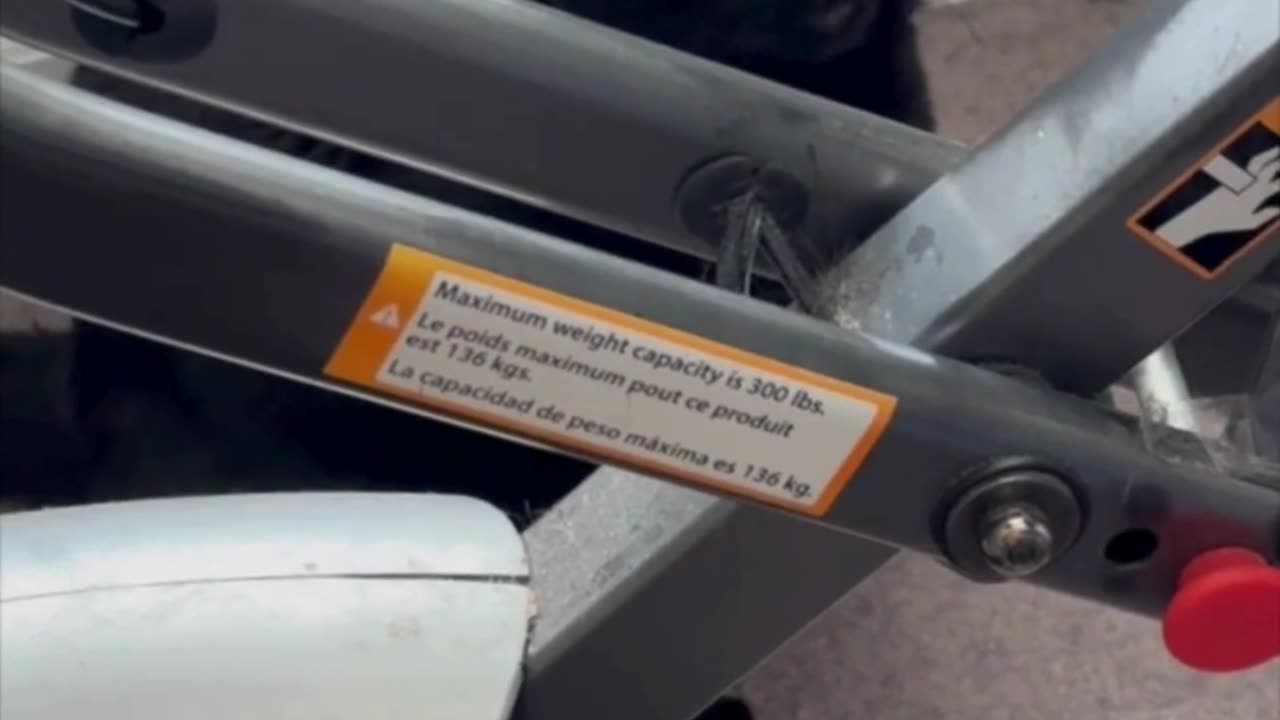 Maximum weight capacity is 300 lbs.
Le poids maximum pout ce produit
est 136 kgs.
La capacidad de peso máxima es 136 kg.